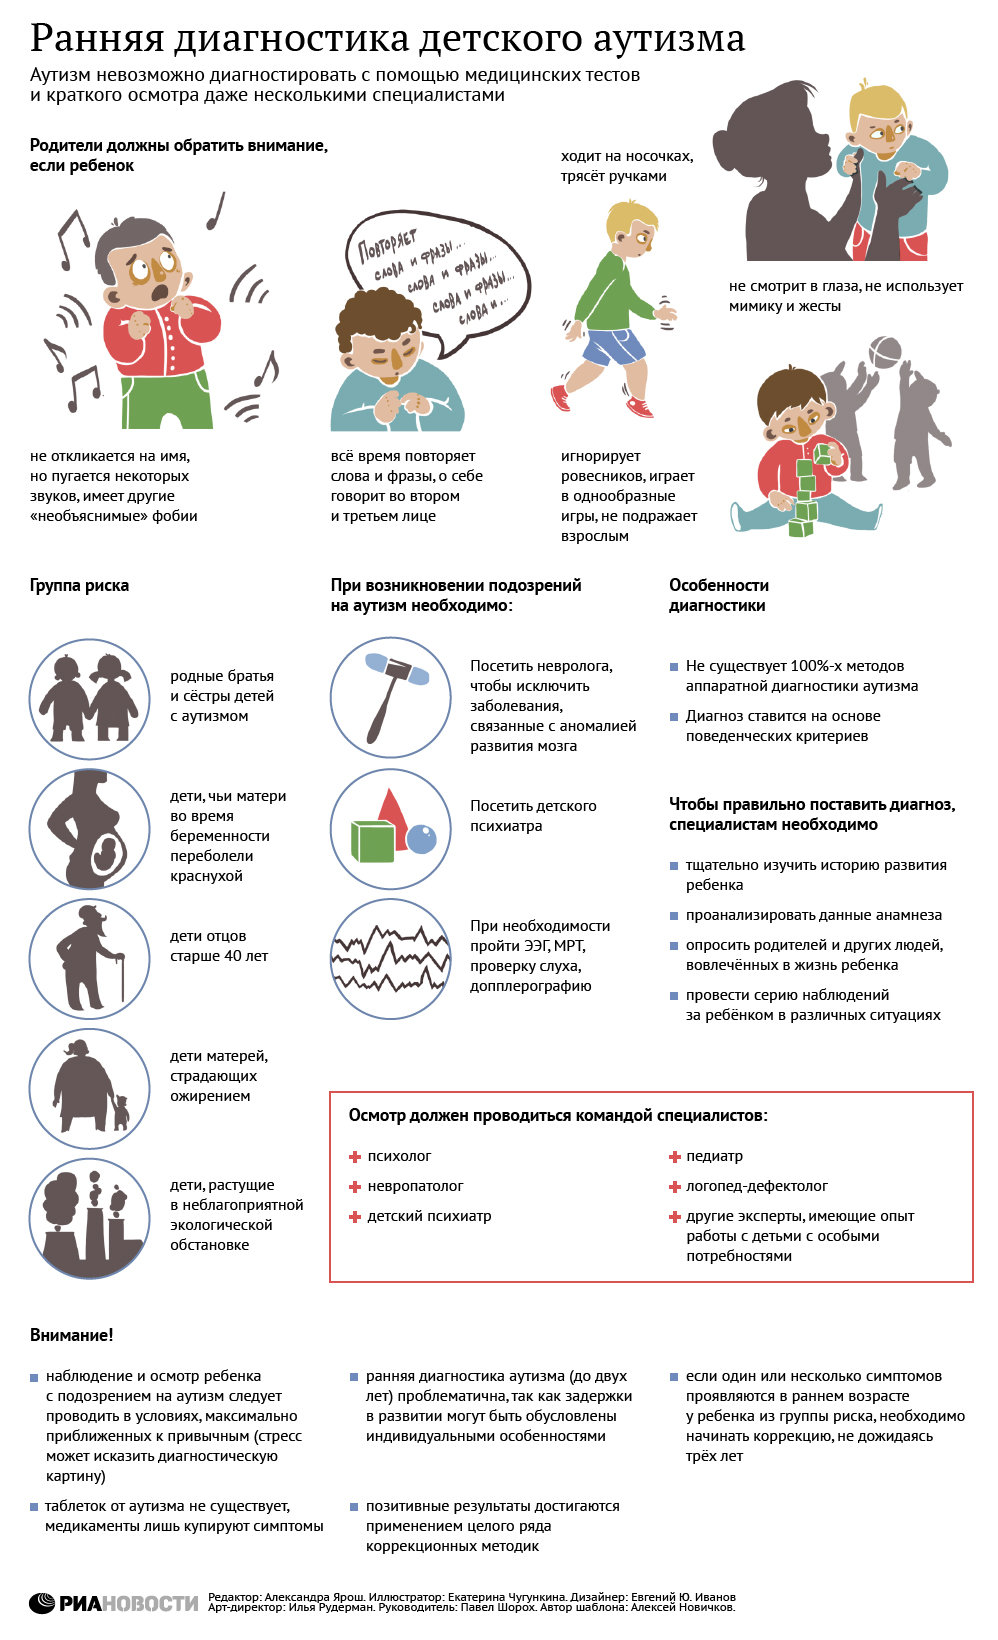 Ранняя диагностика детского аутизма
Аутизм невозможно диагностировать с помощью медицинских тестов
и краткого осмотра даже несколькими специалистами
Родители должны обратить внимание,
если ребенок
ходит на носочках,
трясёт ручками
не смотрит в глаза, не использует
мимику и жесты
Повторяет
слова и фразы...
слова и фразы...
слова и фразы...
слова и...
не откликается на имя,
но пугается некоторых
звуков, имеет другие
«необъяснимые» фобии
всё время повторяет
слова и фразы, о себе
говорит во втором
и третьем лице
игнорирует
ровесников, играет
в однообразные
игры, не подражает
взрослым
Группа риска
родные братья
и сёстры детей
с аутизмом
дети, чьи матери
во время
беременности
переболели
краснухой
дети отцов
старше 40 лет
дети матерей,
страдающих
ожирением
дети, растущие
в неблагоприятной
экологической
обстановке
При возникновении подозрений
на аутизм необходимо:
Посетить невролога,
чтобы исключить
заболевания,
связанные с аномалией
развития мозга
Посетить детского
психиатра
При необходимости
пройти ЭЭГ, МРТ,
проверку слуха,
допплерографию
Особенности
диагностики
Не существует 100%-х методов
аппаратной диагностики аутизма
Диагноз ставится на основе
поведенческих критериев
Чтобы правильно поставить диагноз,
специалистам необходимо
тщательно изучить историю развития
ребенка
проанализировать данные анамнеза
опросить родителей и других людей,
вовлечённых в жизнь ребенка
провести серию наблюдений
за ребёнком в различных ситуациях
Осмотр должен проводиться командой специалистов:
психолог
невропатолог
детский психиатр
педиатр
логопед-дефектолог
другие эксперты, имеющие опыт
работы с детьми с особыми
потребностями
Внимание!
наблюдение и осмотр ребенка
с подозрением на аутизм следует
проводить в условиях, максимально
приближенных к привычным (стресс
может исказить диагностическую
картину)
ранняя диагностика аутизма (до двух
лет) проблематична, так как задержки
в развитии могут быть обусловлены
индивидуальными особенностями
если один или несколько симптомов
проявляются в раннем возрасте
у ребенка из группы риска, необходимо
начинать коррекцию, не дожидаясь
трёх лет
таблеток от аутизма не существует,
медикаменты лишь купируют симптомы
позитивные результаты достигаются
применением целого ряда
коррекционных методик
РИАНОВОСТИ
Редактор: Александра Ярош. Иллюстратор: Екатерина Чугункина. Дизайнер: Евгений Ю. Иванов
Арт-директор: Илья Рудерман. Руководитель: Павел Шорох. Автор шаблона: Алексей Новичков.